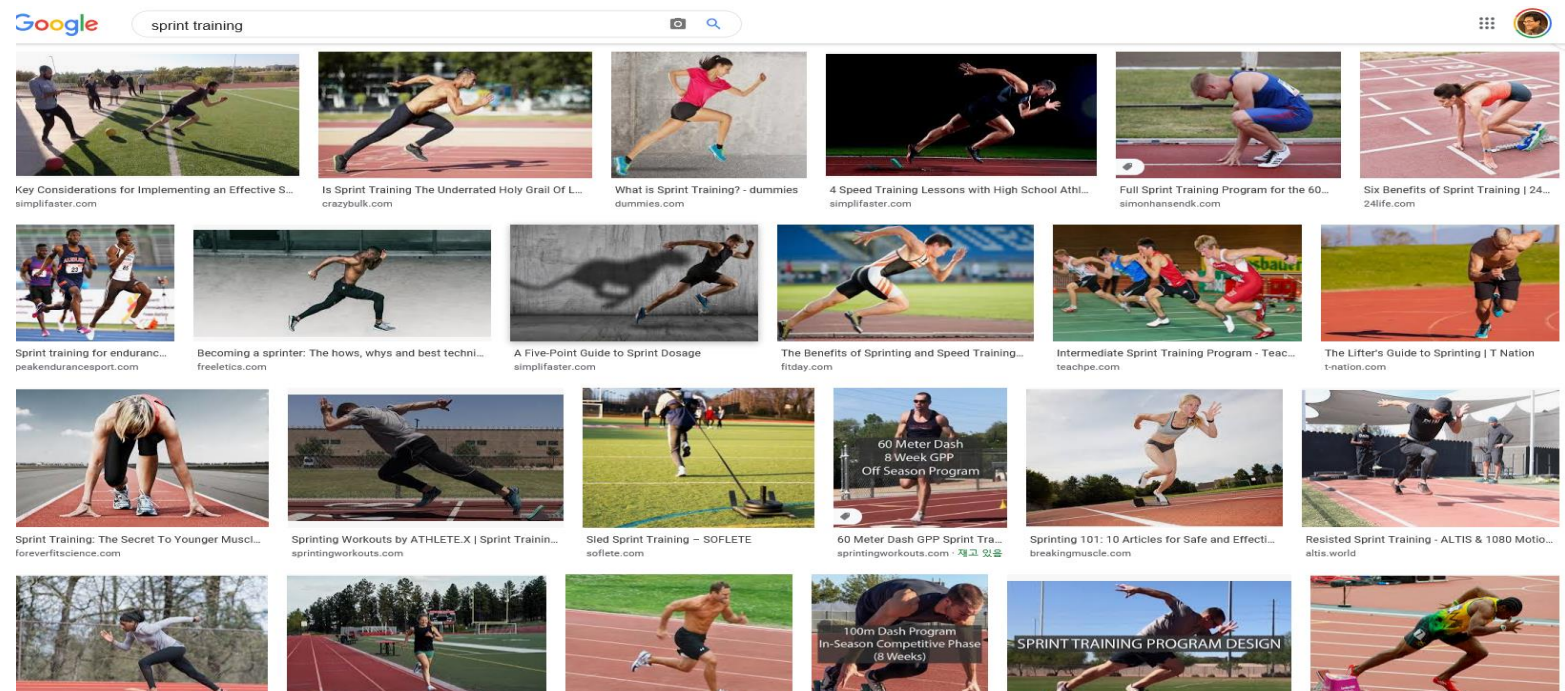 Google
sprint training
Key Considerations for Implementing an Effective S...
simplifaster.com
Is Sprint Training The Underrated Holy Grail Of L...
crazybulk.com
What is Sprint Training? - dummies
dummies.com
4 Speed Training Lessons with High School Athl...
simplifaster.com
Full Sprint Training Program for the 60...
simonhansendk.com
Six Benefits of Sprint Training | 24...
24life.com
Sprint training for enduranc...
peakendurancesport.com
Becoming a sprinter: The hows, whys and best techni...
freeletics.com
A Five-Point Guide to Sprint Dosage
simplifaster.com
The Benefits of Sprinting and Speed Training...
fitday.com
Intermediate Sprint Training Program - Teac...
teachpe.com
The Lifter's Guide to Sprinting | T Nation
t-nation.com
60 Meter Dash
8 Week GPP
Off Season Program
Sprint Training: The Secret To Younger Muscl...
foreverfitscience.com
Sprinting Workouts by ATHLETE.X | Sprint Trainin...
sprintingworkouts.com
Sled Sprint Training – SOFLETE
soflete.com
60 Meter Dash GPP Sprint Tra...
sprintingworkouts.com · 재고 있음
Sprinting 101: 10 Articles for Safe and Effecti...
breakingmuscle.com
Resisted Sprint Training - ALTIS & 1080 Motio...
altis.world
100m Dash Program
In-Season Competitive Phase
(8 Weeks)
SPRINT TRAINING PROGRAM DESIGN